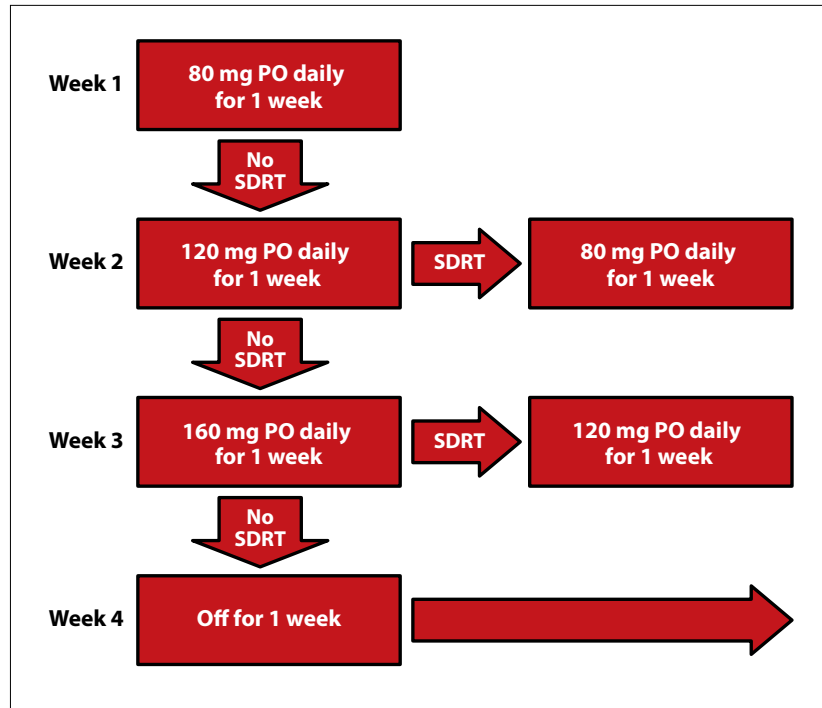 Week 1
80 mg PO daily
for 1 week
No
SDRT
Week 2
120 mg PO daily
for 1 week
SDRT
80 mg PO daily
for 1 week
No
SDRT
Week 3
160 mg PO daily
for 1 week
SDRT
120 mg PO daily
for 1 week
No
SDRT
Week 4
Off for 1 week